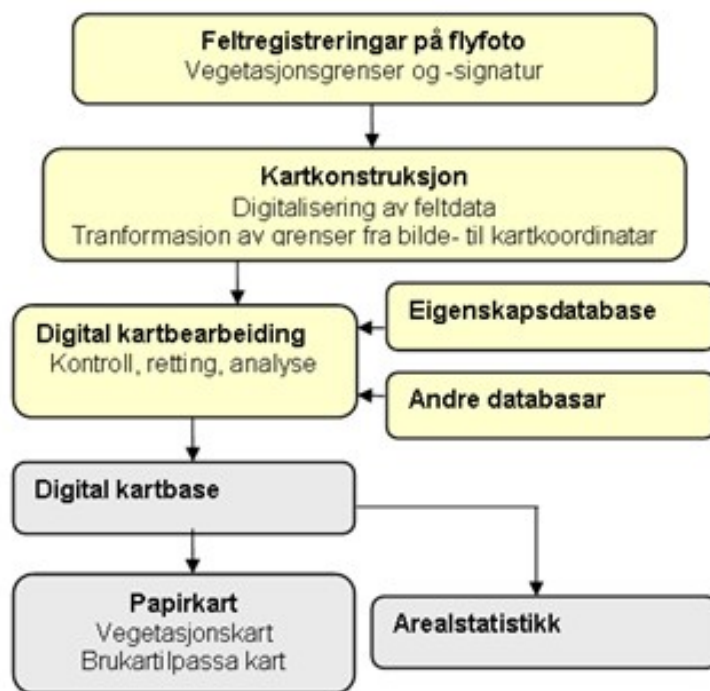 Feltregistreringar på flyfoto
Vegetasjonsgrenser og -signatur
Kartkonstruksjon
Digitalisering av feltdata
Tranformasjon av grenser fra bilde- til kartkoordinatar
Digital kartbearbeiding
Kontroll, retting, analyse
Eigenskapsdatabase
Andre databasar
Digital kartbase
Papirkart
Vegetasjonskart
Brukartilpassa kart
Arealstatistikk